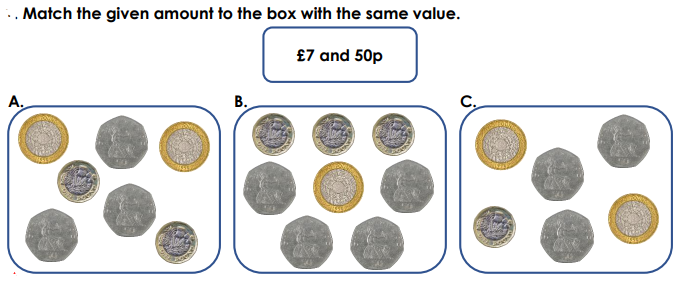 . . Match the given amount to the box with the same value.
£7 and 50p
A. B. C.